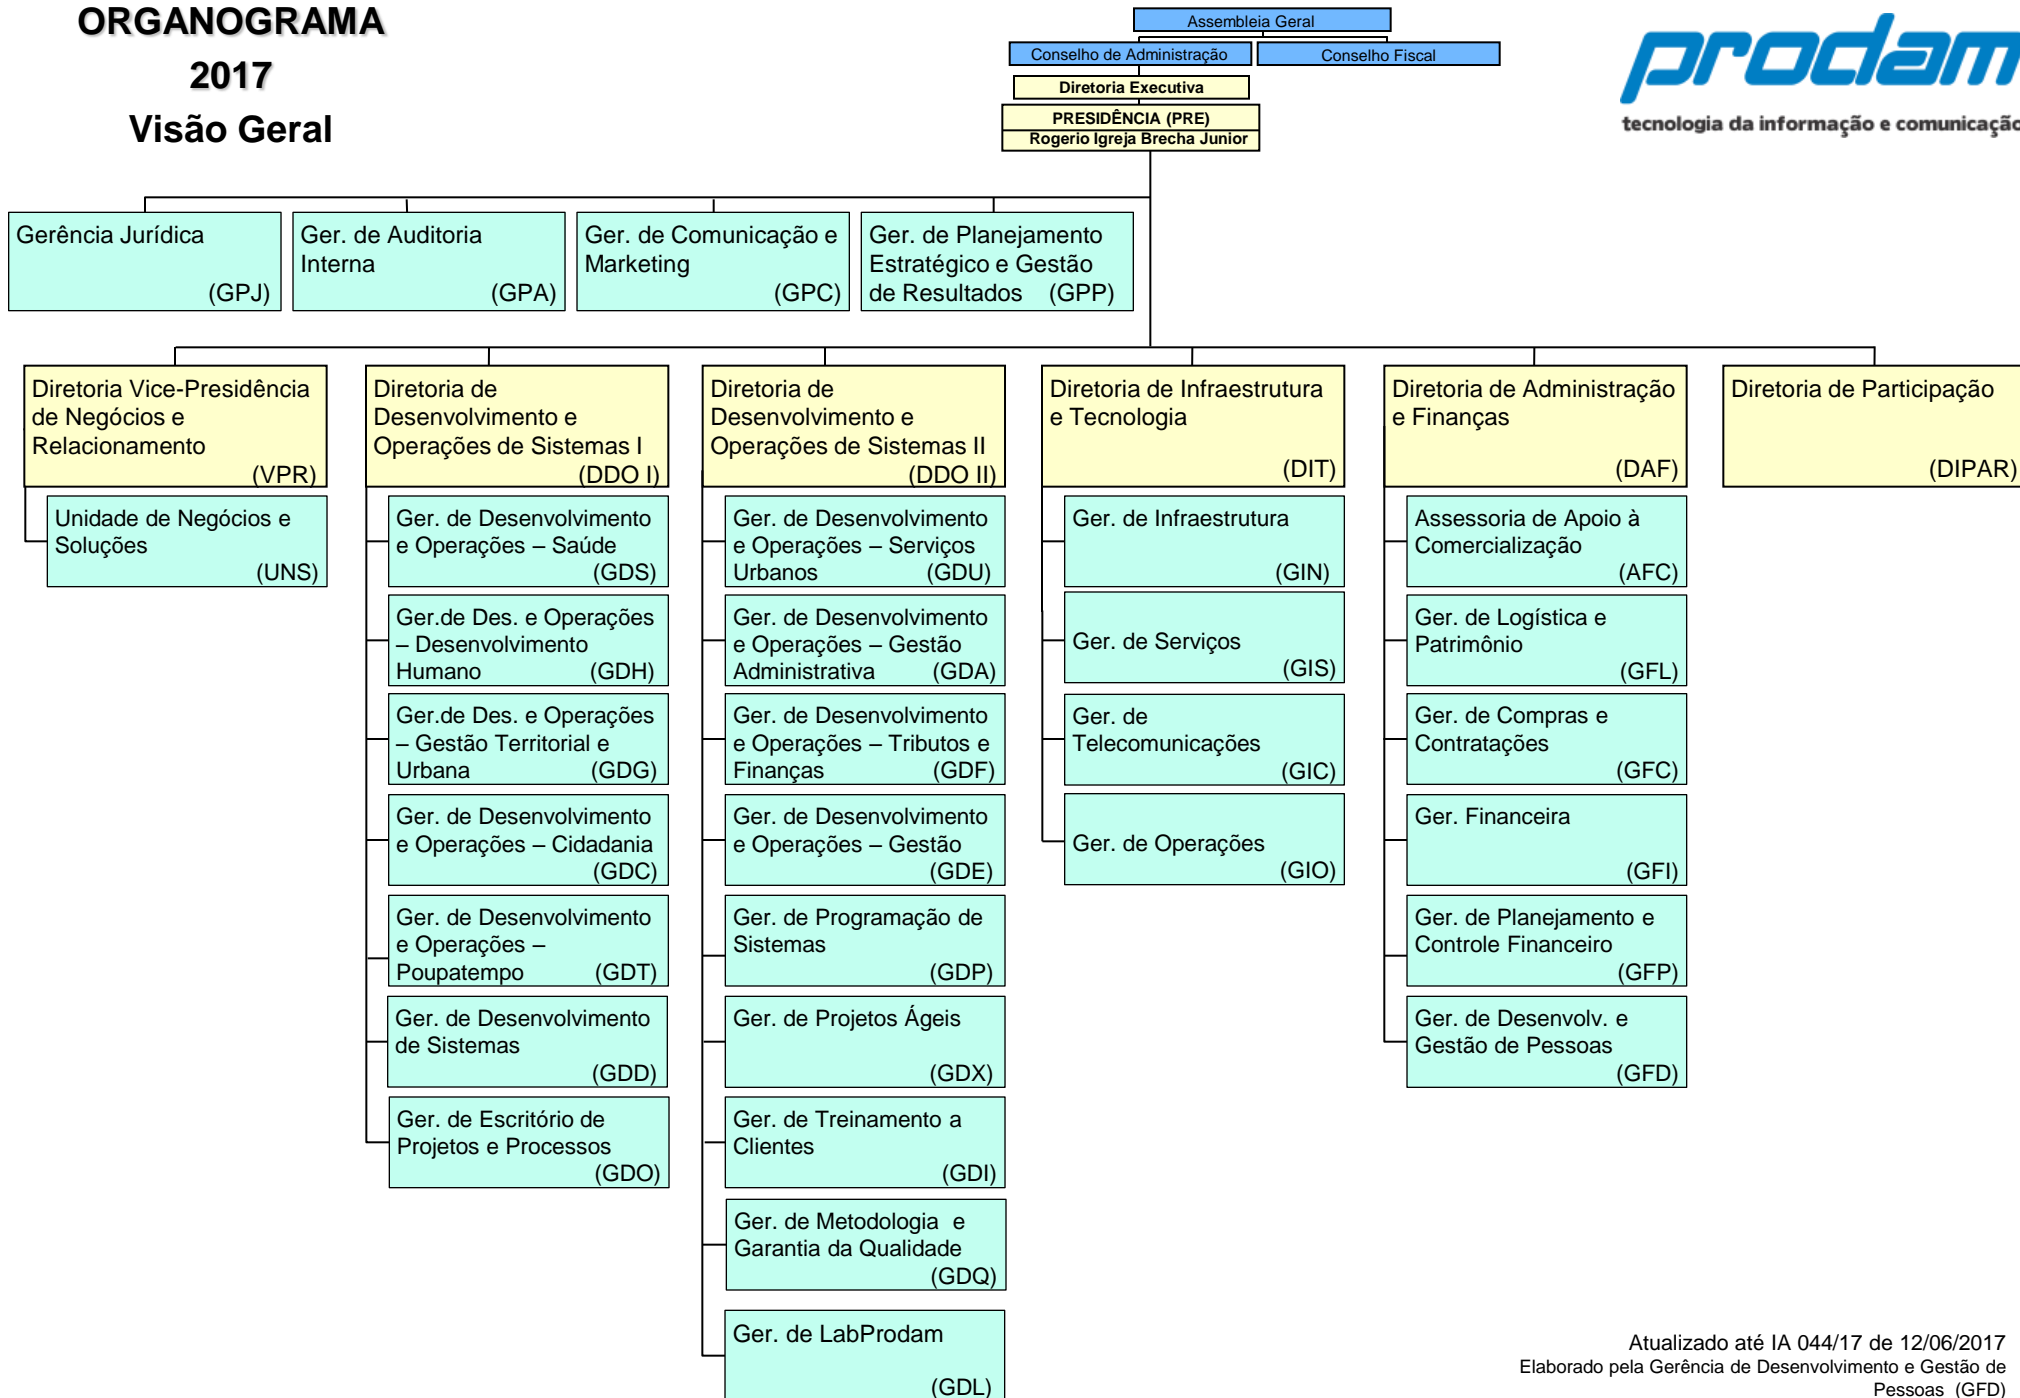 ORGANOGRAMA
2017
Visão Geral
Assembleia Geral
Conselho de Administração
Conselho Fiscal
Diretoria Executiva
PRESIDÊNCIA (PRE)
Rogerio Igreja Brecha Junior
prodam
tecnologia da informação e comunicação
Gerência Jurídica
(GPJ)
Ger. de Auditoria
Interna
(GPA)
Ger. de Comunicação e
Marketing
(GPC)
Ger. de Planejamento
Estratégico e Gestão
de Resultados (GPP)
Diretoria Vice-Presidência
de Negócios e
Relacionamento
(VPR)
Unidade de Negócios e
Soluções
(UNS)
Diretoria de
Desenvolvimento e
Operações de Sistemas I
(DDO I)
Ger. de Desenvolvimento
e Operações – Saúde
(GDS)
Ger.de Des. e Operações
– Desenvolvimento
Humano (GDH)
Ger.de Des. e Operações
– Gestão Territorial e
Urbana (GDG)
Ger. de Desenvolvimento
e Operações – Cidadania
(GDC)
Ger. de Desenvolvimento
e Operações –
Poupatempo (GDT)
Ger. de Desenvolvimento
de Sistemas
(GDD)
Ger. de Escritório de
Projetos e Processos
(GDO)
Diretoria de
Desenvolvimento e
Operações de Sistemas II
(DDO II)
Ger. de Desenvolvimento
e Operações – Serviços
Urbanos (GDU)
Ger. de Desenvolvimento
e Operações – Gestão
Administrativa (GDA)
Ger. de Desenvolvimento
e Operações – Tributos e
Finanças (GDF)
Ger. de Desenvolvimento
e Operações – Gestão
(GDE)
Ger. de Programação de
Sistemas
(GDP)
Ger. de Projetos Ágeis
(GDX)
Ger. de Treinamento a
Clientes
(GDI)
Ger. de Metodologia e
Garantia da Qualidade
(GDQ)
Ger. de LabProdam
(GDL)
Diretoria de Infraestrutura
e Tecnologia
(DIT)
Ger. de Infraestrutura
(GIN)
Ger. de Serviços
(GIS)
Ger. de
Telecomunicações
(GIC)
Ger. de Operações
(GIO)
Diretoria de Administração
e Finanças
(DAF)
Assessoria de Apoio à
Comercialização
(AFC)
Ger. de Logística e
Patrimônio
(GFL)
Ger. de Compras e
Contratações
(GFC)
Ger. Financeira
(GFI)
Ger. de Planejamento e
Controle Financeiro
(GFP)
Ger. de Desenvolv. e
Gestão de Pessoas
(GFD)
Diretoria de Participação
(DIPAR)
Atualizado até IA 044/17 de 12/06/2017
Elaborado pela Gerência de Desenvolvimento e Gestão de
Pessoas (GFD)